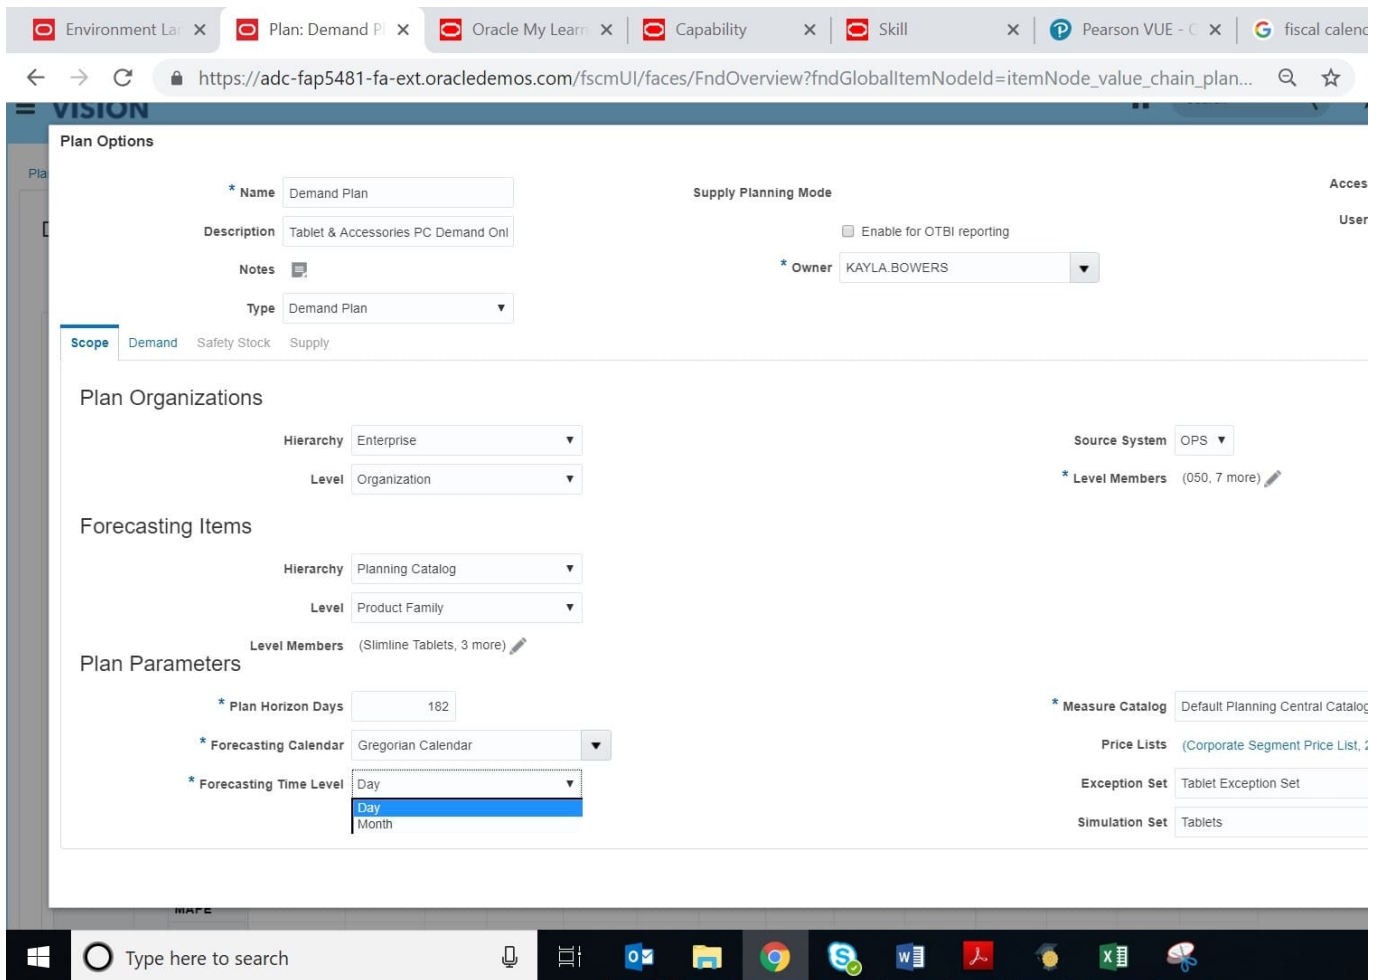 Environment Lar
Plan: Demand Pl
Oracle My Learn
Capability
Skill
Pearson VUE - C
fiscal calend
https://adc-fap5481-fa-ext.oracledemos.com/fscmUI/faces/FndOverview?fndGlobalItemNodeId=itemNode_value_chain_plan...
VISION
Plan Options
Pla
* Name Demand Plan
Supply Planning Mode
Acces
Description Tablet & Accessories PC Demand Onl
Enable for OTBI reporting
User
Notes
* Owner KAYLA.BOWERS
Type Demand Plan
Scope Demand Safety Stock Supply
Plan Organizations
Hierarchy Enterprise
Source System OPS
Level Organization
* Level Members (050, 7 more)
Forecasting Items
Hierarchy Planning Catalog
Level Product Family
Level Members (Slimline Tablets, 3 more)
Plan Parameters
* Plan Horizon Days 182
* Measure Catalog Default Planning Central Catalog
* Forecasting Calendar Gregorian Calendar
Price Lists (Corporate Segment Price List, 2
* Forecasting Time Level Day
Exception Set Tablet Exception Set
Day
Month
Simulation Set Tablets
MAPE
Type here to search